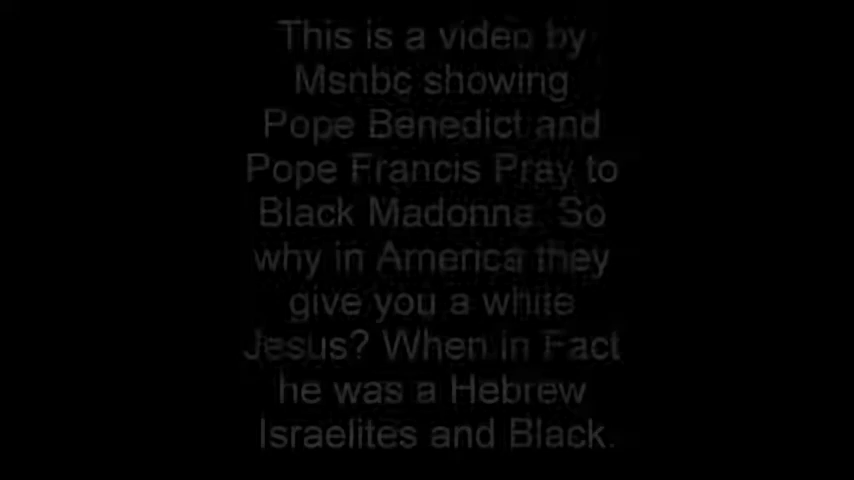 This is a video by
Msnbc showing
Pope Benedict and
Pope Francis Pray to
Black Madonna. So
why in America they
give you a white
Jesus? When in Fact
he was a Hebrew
Israelites and Black.